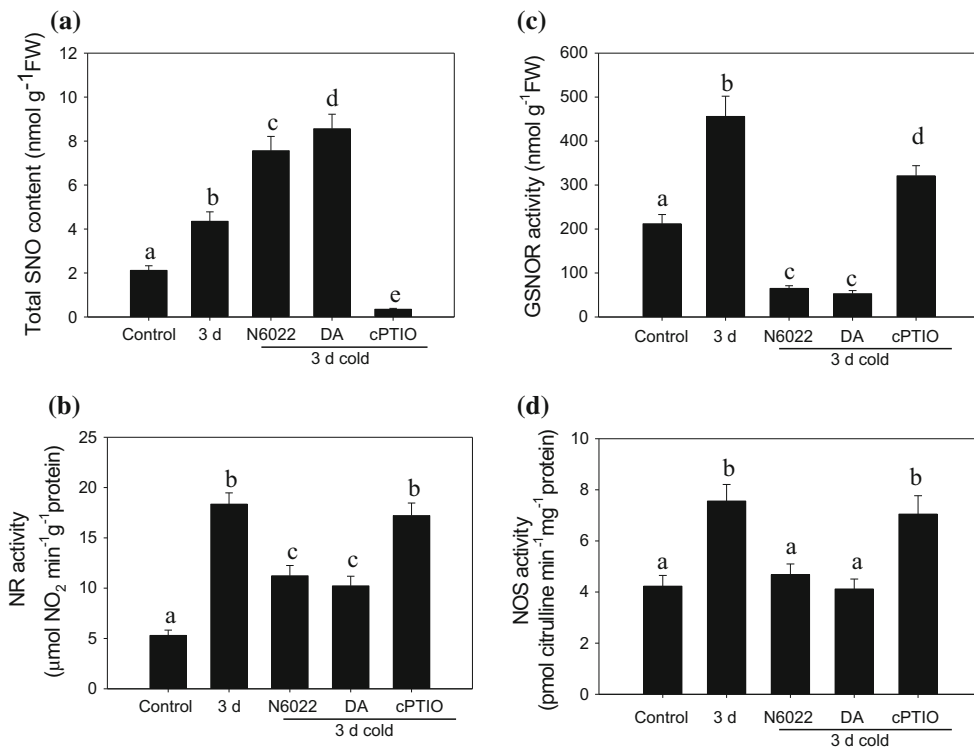 (a)
Total SNO content (nmol g⁻¹FW)
12
10
8
6
4
2
0
a
b
c
d
e
Control 3 d N6022 DA cPTIO
3 d cold
(c)
GSNOR activity (nmol g⁻¹FW)
600
500
400
300
200
100
0
a
b
c
c
d
Control 3 d N6022 DA cPTIO
3 d cold
(b)
NR activity
(μmol NO₂ min⁻¹g⁻¹protein)
25
20
15
10
5
0
a
b
c
c
b
Control 3 d N6022 DA cPTIO
3 d cold
(d)
NOS activity
(pmol citrulline min⁻¹mg⁻¹protein)
10
8
6
4
2
0
a
b
a
a
b
Control 3 d N6022 DA cPTIO
3 d cold